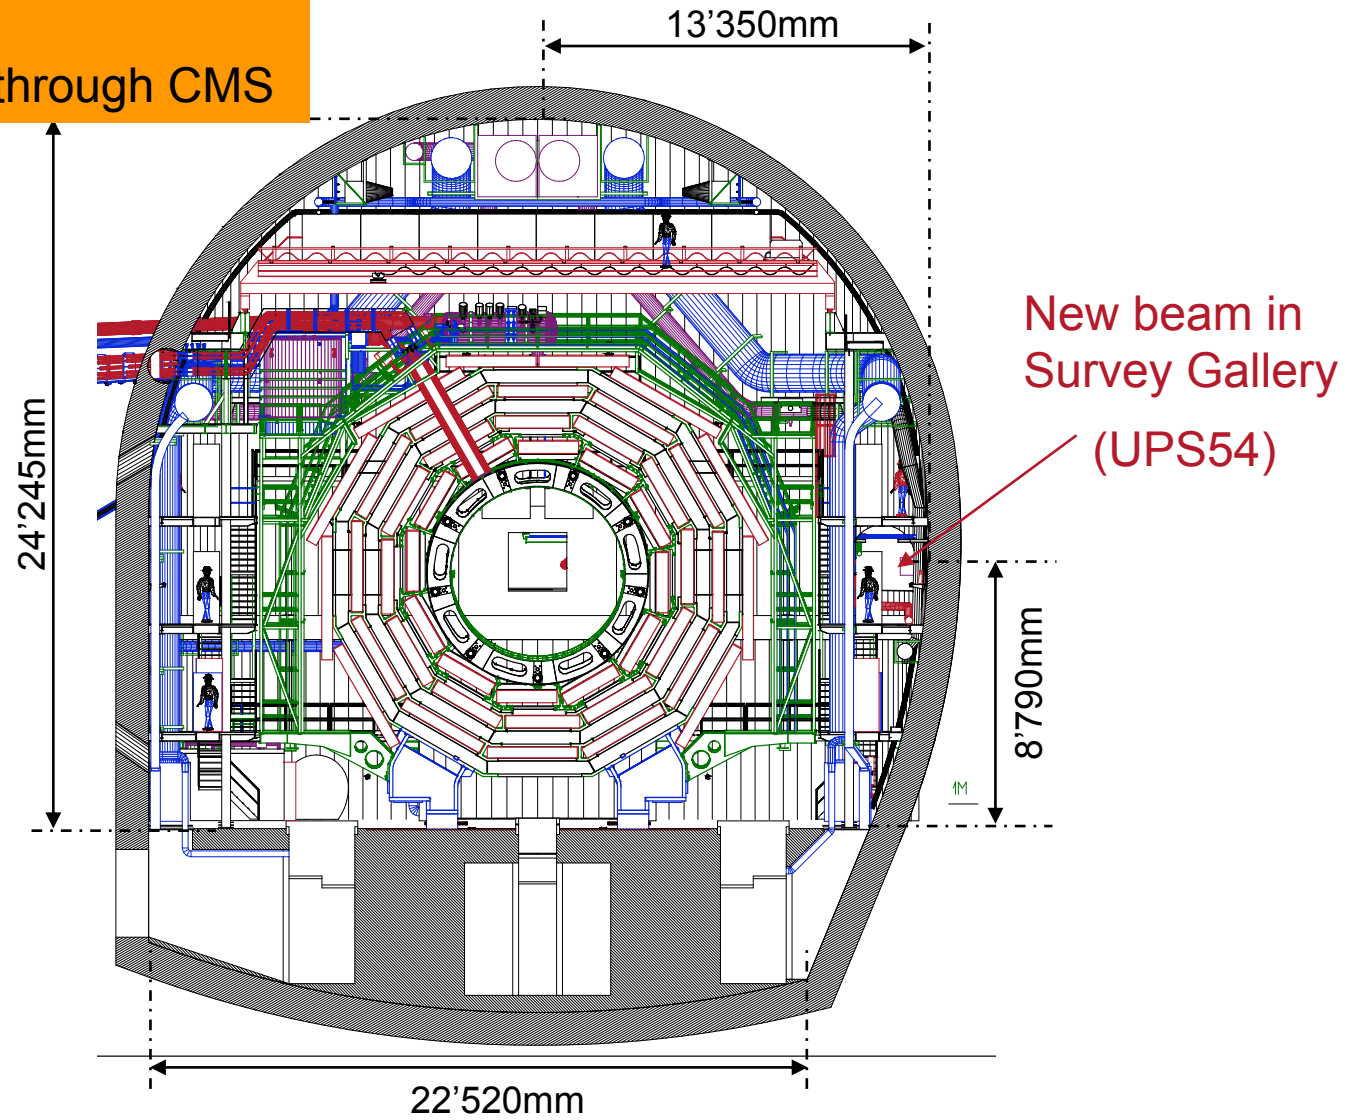 through CMS
13’350mm
New beam in
Survey Gallery
(UPS54)
24’245mm
8’790mm
1M
22’520mm